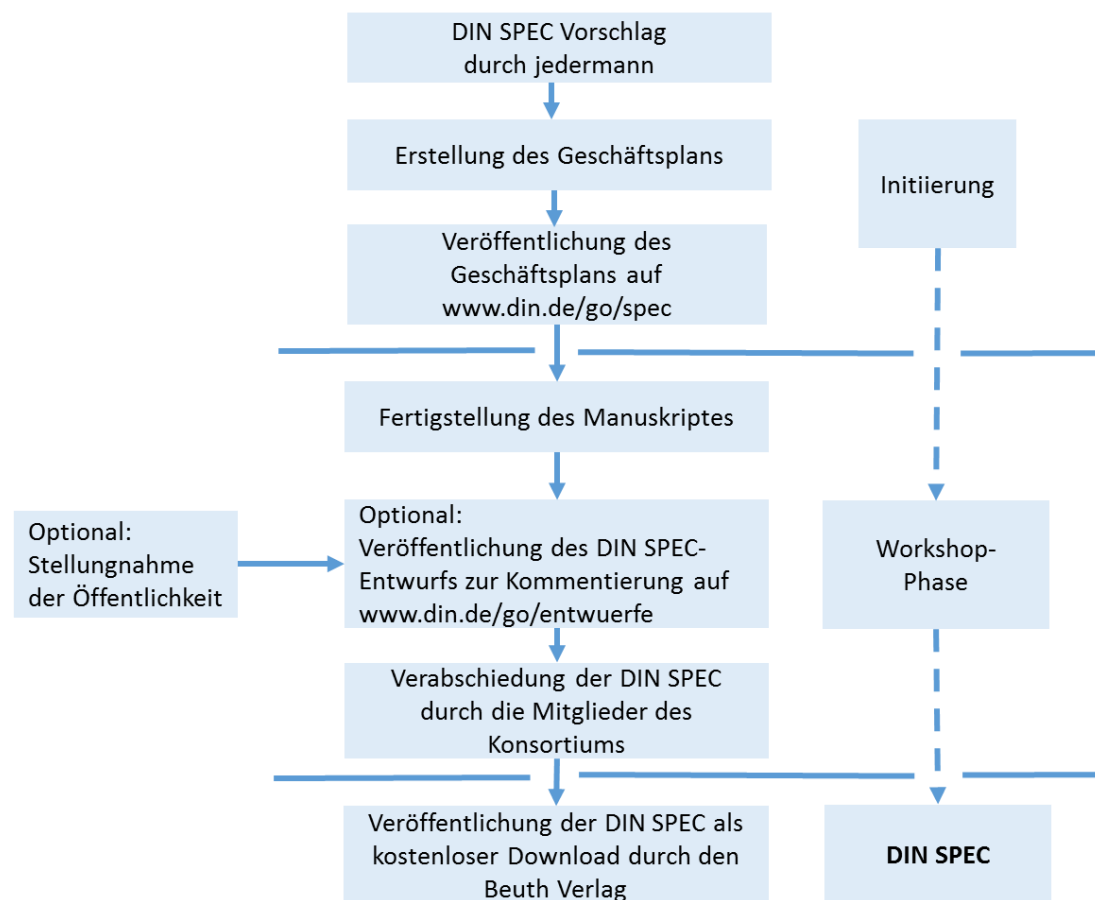 DIN SPEC Vorschlag
durch jedermann
Erstellung des Geschäftsplans
Initiierung
Veröffentlichung des
Geschäftsplans auf
www.din.de/go/spec
Fertigstellung des Manuskriptes
Optional:
Stellungnahme
der Öffentlichkeit
Optional:
Veröffentlichung des DIN SPEC-
Entwurfs zur Kommentierung auf
www.din.de/go/entwuerfe
Workshop-
Phase
Verabschiedung der DIN SPEC
durch die Mitglieder des
Konsortiums
Veröffentlichung der DIN SPEC als
kostenloser Download durch den
Beuth Verlag
DIN SPEC